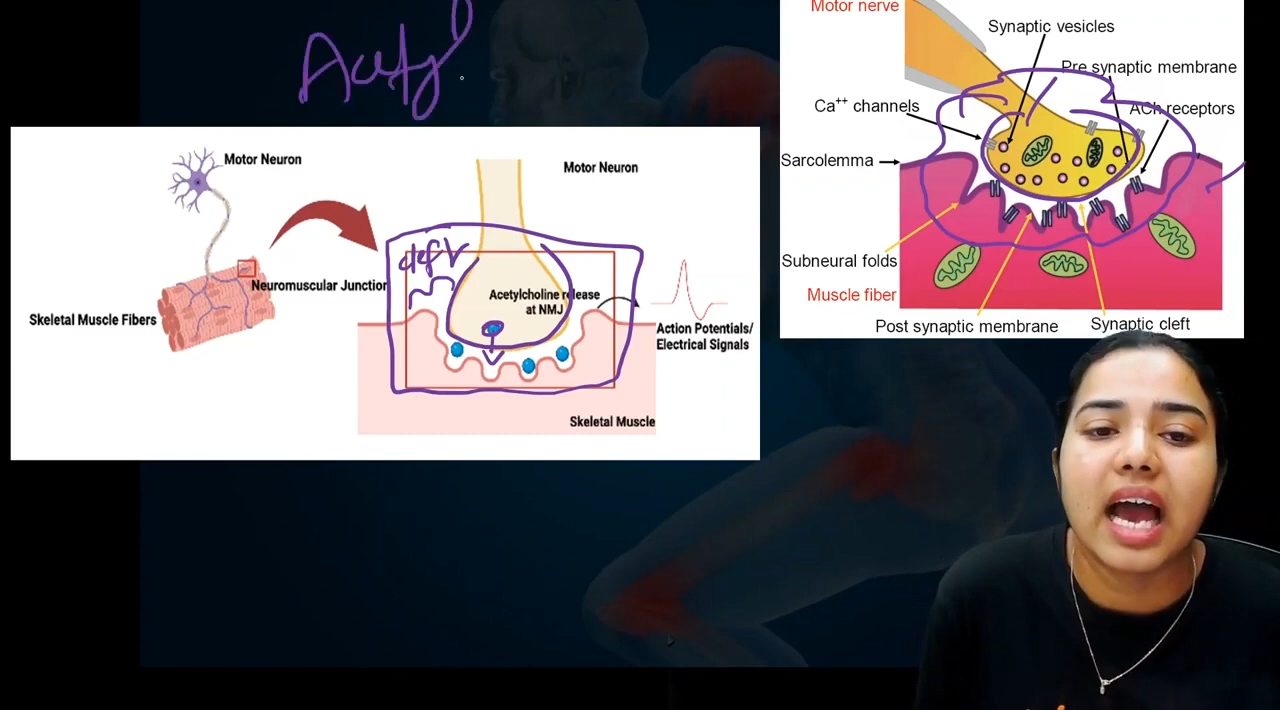 Acetyl
Motor Neuron
Neuromuscular Junction
Skeletal Muscle Fibers
Motor Neuron
Acetylcholine release
at NMJ
Action Potentials/
Electrical Signals
Skeletal Muscle
Motor nerve
Synaptic vesicles
Pre synaptic membrane
Ca++ channels
ACh receptors
Sarcolemma
Subneural folds
Muscle fiber
Post synaptic membrane
Synaptic cleft